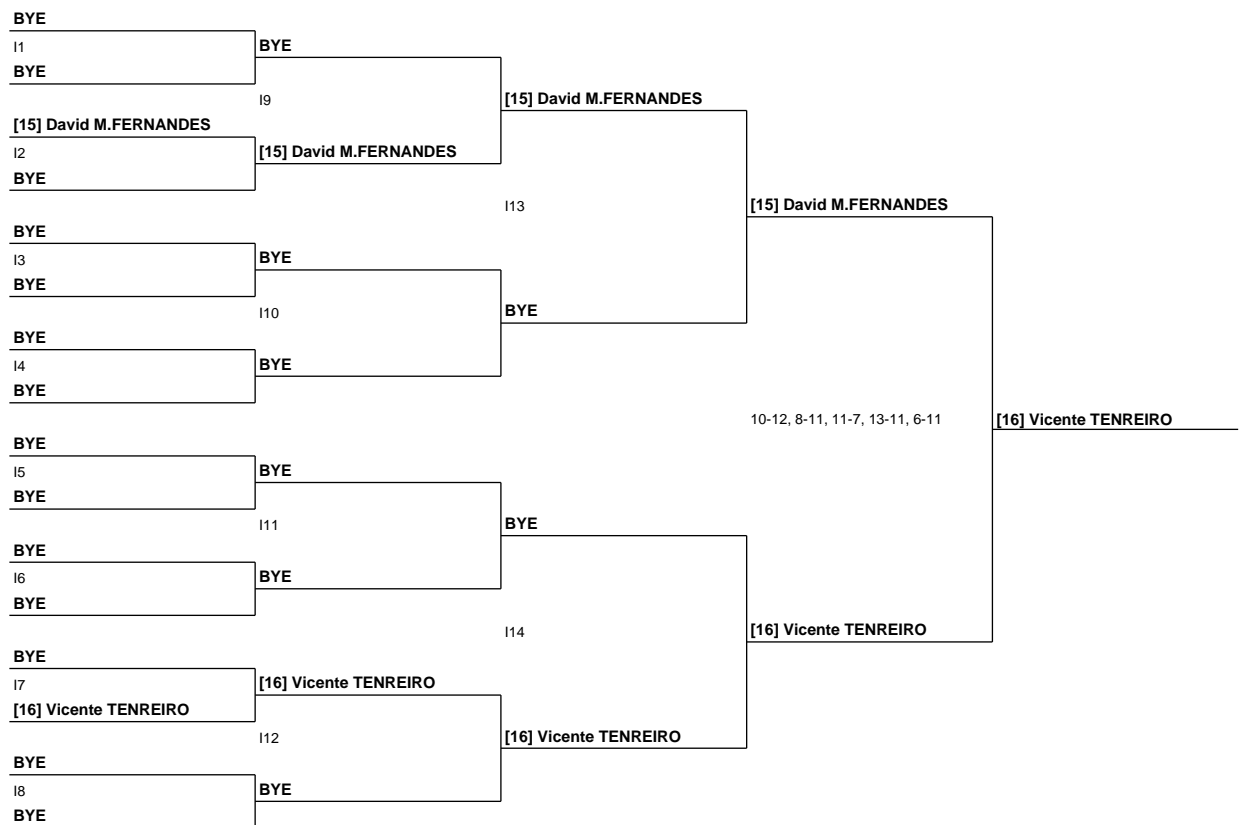 BYE
I1
BYE
BYE
I9
[15] David M.FERNANDES
[15] David M.FERNANDES
I2
[15] David M.FERNANDES
BYE
I13
[15] David M.FERNANDES
BYE
I3
BYE
BYE
I10
BYE
BYE
I4
BYE
BYE
10-12, 8-11, 11-7, 13-11, 6-11
[16] Vicente TENREIRO
BYE
I5
BYE
BYE
I11
BYE
BYE
I6
BYE
BYE
I14
[16] Vicente TENREIRO
BYE
I7
[16] Vicente TENREIRO
[16] Vicente TENREIRO
I12
[16] Vicente TENREIRO
BYE
I8
BYE
BYE